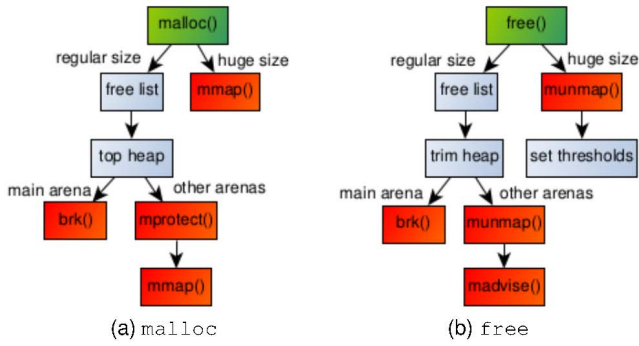 malloc()
regular size
huge size
free list
mmap()
top heap
main arena
other arenas
brk()
mprotect()
mmap()
(a) malloc
free()
regular size
huge size
free list
munmap()
trim heap
set thresholds
main arena
other arenas
brk()
munmap()
madvise()
(b) free